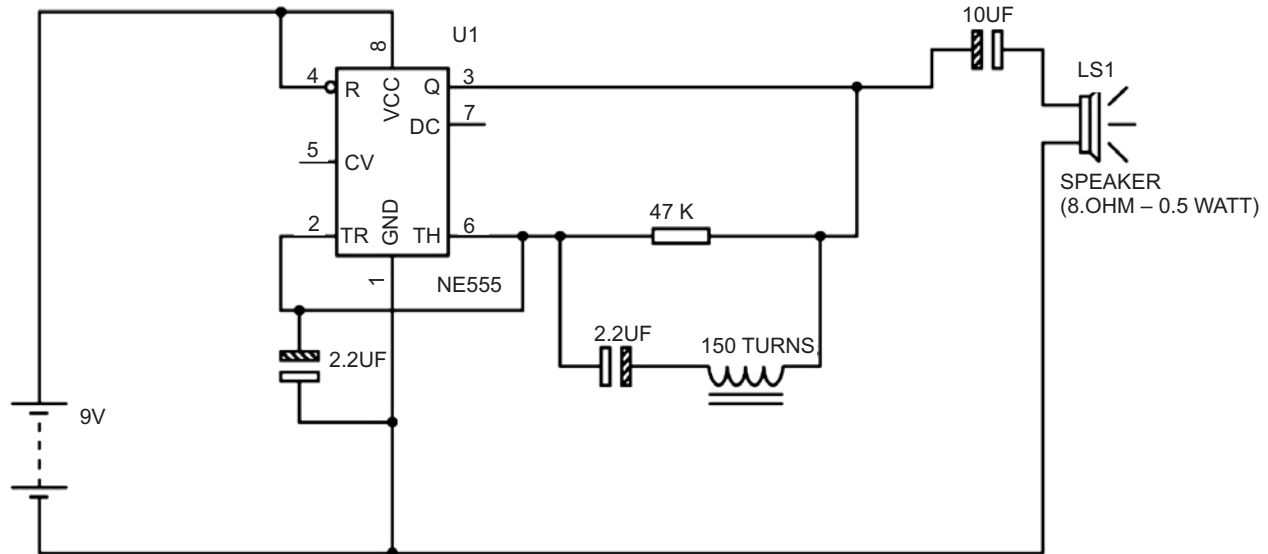 10UF
U1
8
LS1
4
R
VCC
Q
3
DC
7
5
CV
SPEAKER
(8.OHM – 0.5 WATT)
2
TR
GND
TH
6
47 K
1
NE555
2.2UF
2.2UF
150 TURNS
9V